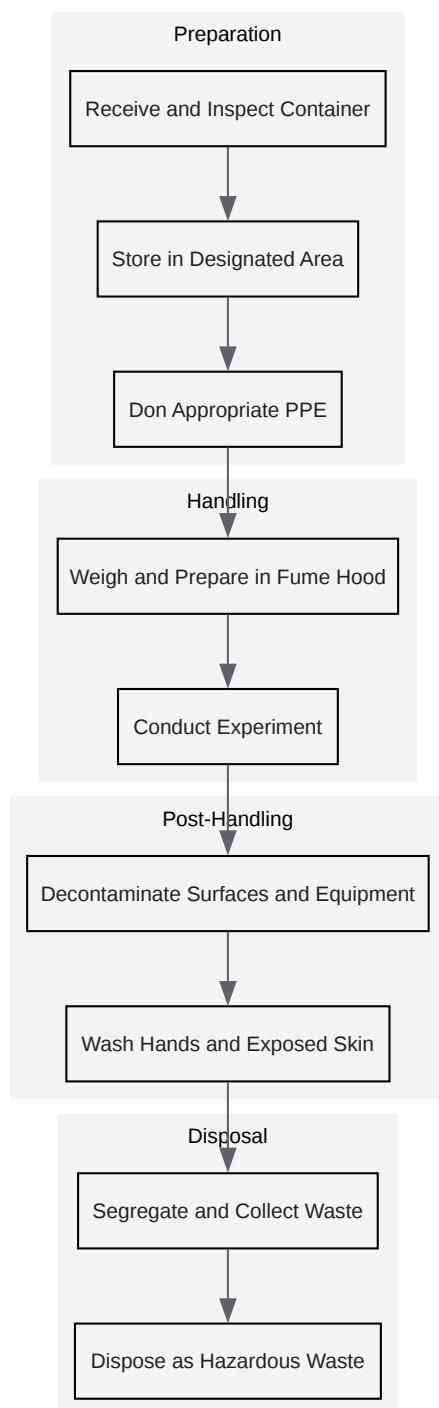 Preparation
Receive and Inspect Container
Store in Designated Area
Don Appropriate PPE
Handling
Weigh and Prepare in Fume Hood
Conduct Experiment
Post-Handling
Decontaminate Surfaces and Equipment
Wash Hands and Exposed Skin
Disposal
Segregate and Collect Waste
Dispose as Hazardous Waste